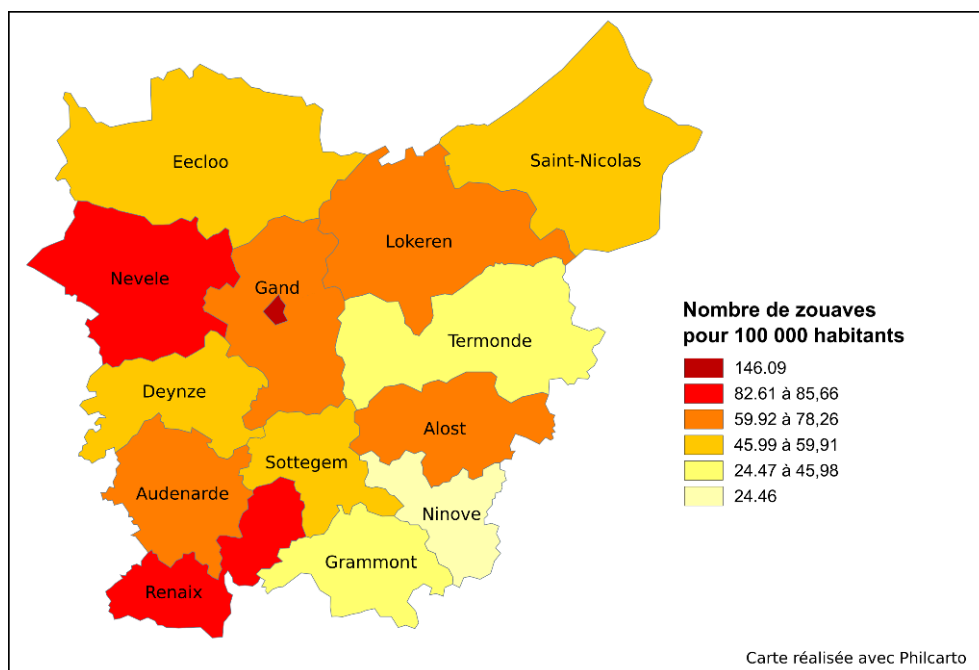 Saint-Nicolas
Eecloo
Lokeren
Nevele
Gand
Termonde
Deynze
Alost
Sottegem
Audenarde
Ninove
Grammont
Renaix
Nombre de zouaves
pour 100 000 habitants
146.09
82.61 à 85,66
59.92 à 78,26
45.99 à 59,91
24.47 à 45,98
24.46
Carte réalisée avec Philcarto